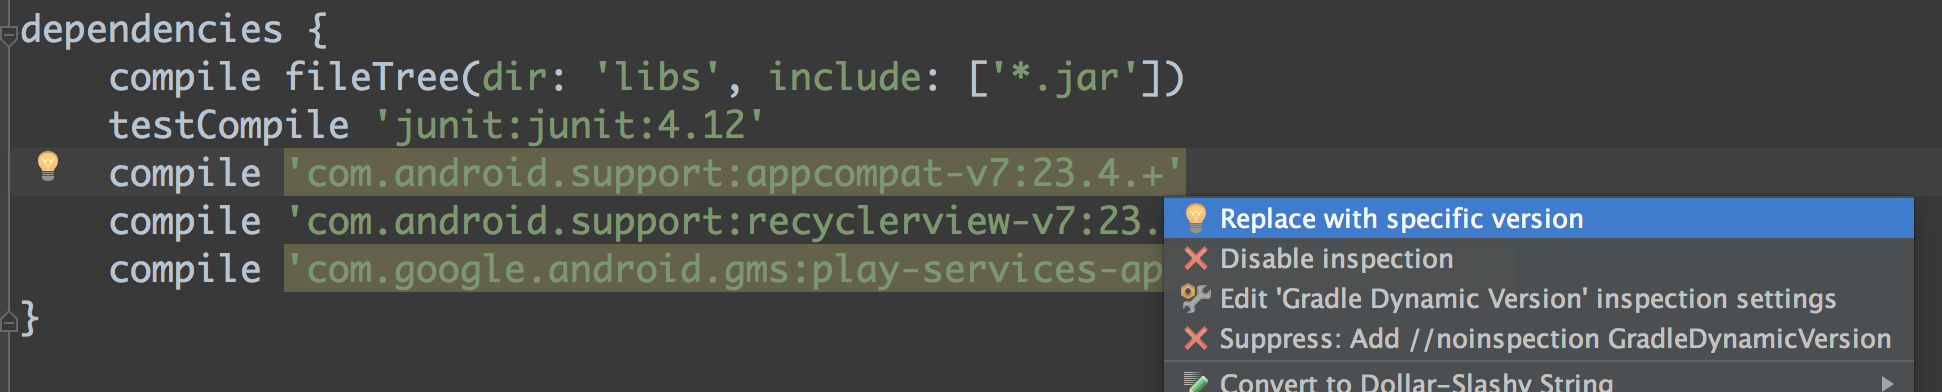 dependencies {
compile fileTree(dir: 'libs', include: ['*.jar'])
testCompile 'junit:junit:4.12'
compile 'com.android.support:appcompat-v7:23.4.+'
compile 'com.android.support:recyclerview-v7:23.
compile 'com.google.android.gms:play-services-ap
}
Replace with specific version
Disable inspection
Edit 'Gradle Dynamic Version' inspection settings
Suppress: Add //noinspection GradleDynamicVersion
Convert to Dollar-Slashy String